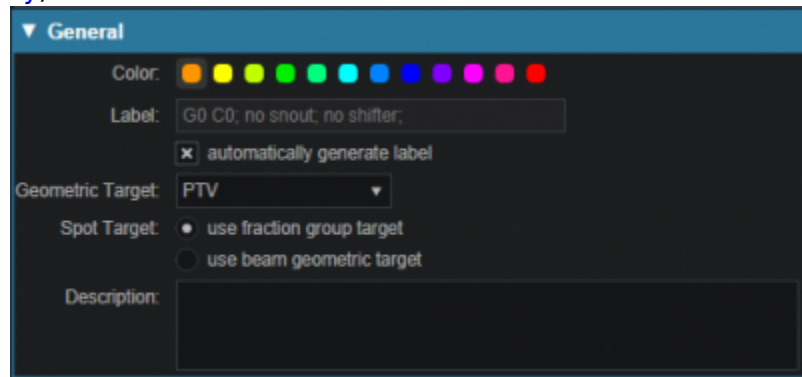 General
Color:
Label: G0 C0; no snout; no shifter;
automatically generate label
Geometric Target: PTV
Spot Target: use fraction group target
use beam geometric target
Description: